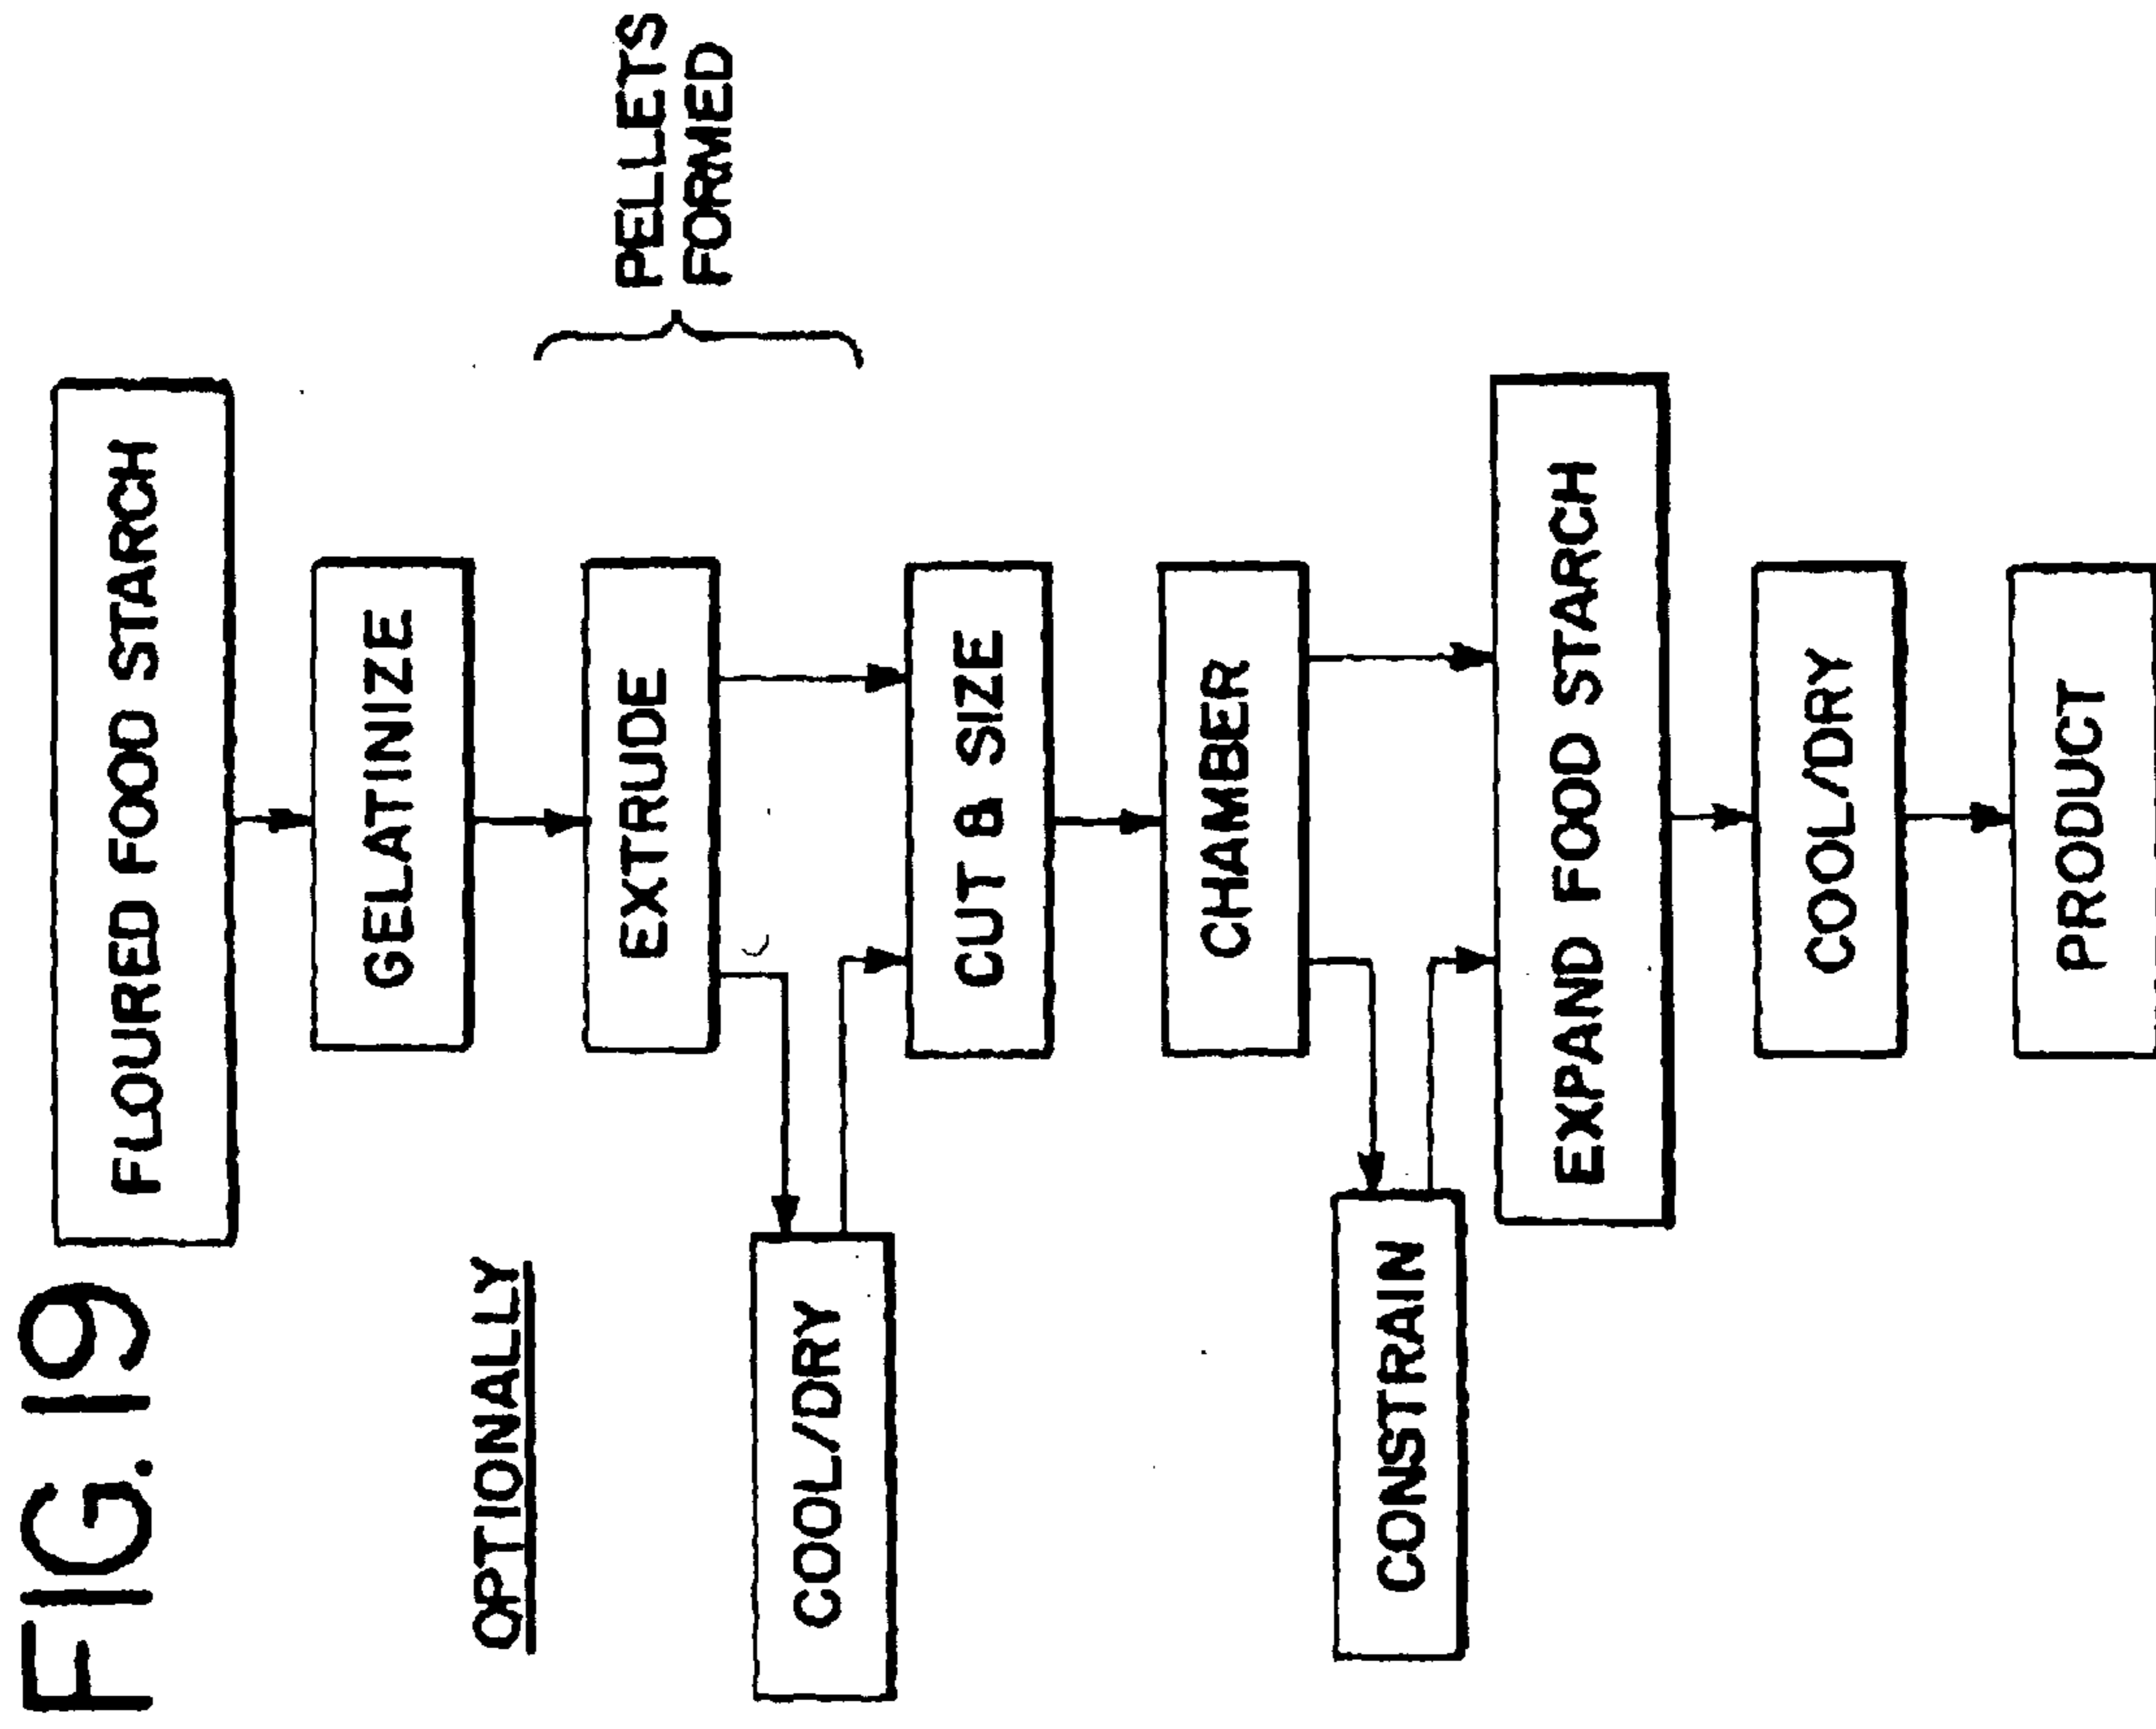 FIG. 19
FLOURED FOOD STARCH
GELATINIZE
OPTIONALLY
EXTRUDE
PELLETS
FORMED
COOL/DRY
CUT & SIZE
CHAMBER
CONSTRAIN
EXPAND FOOD STARCH
COOL/DRY
PRODUCT